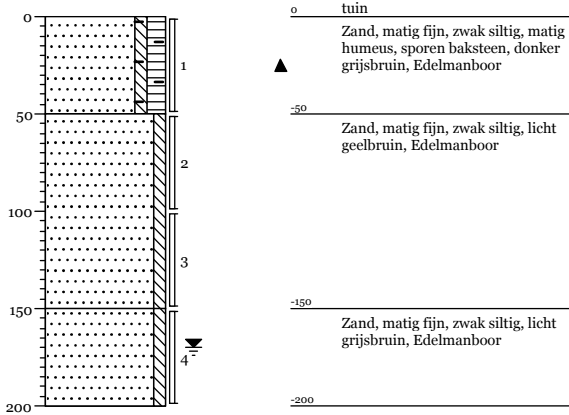 0
50
100
150
200
1
2
3
4
0 tuin
Zand, matig fijn, zwak siltig, matig
humeus, sporen baksteen, donker
grijsbruin, Edelmanboor
-50
Zand, matig fijn, zwak siltig, licht
geelbruin, Edelmanboor
-150
Zand, matig fijn, zwak siltig, licht
grijsbruin, Edelmanboor
-200